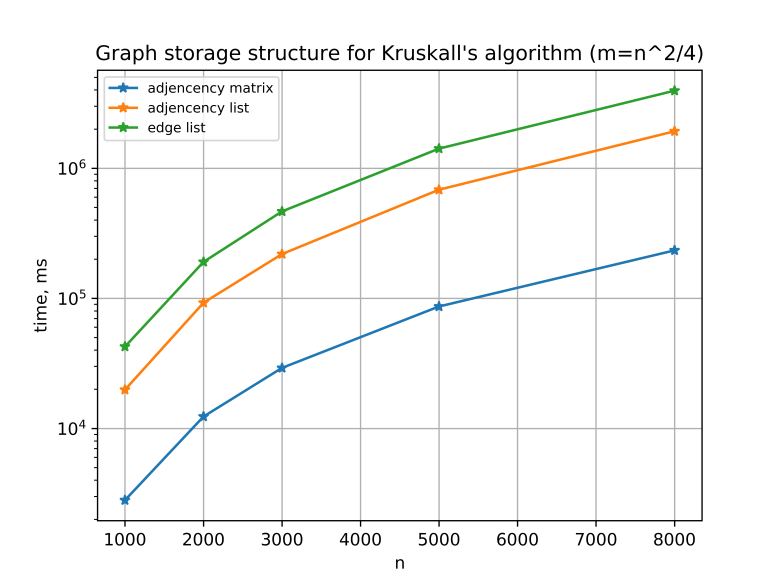 Graph storage structure for Kruskall's algorithm (m=n^2/4)
adjencency matrix
adjencency list
edge list
10^6
10^5
10^4
time, ms
1000 2000 3000 4000 5000 6000 7000 8000
n